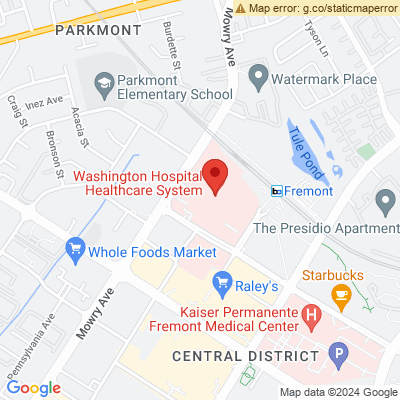 Map error: g.co/staticmaperror
PARKMONT
Burdette St
Mowry Ave
Tyson Ln
Parkmont
Elementary School
Watermark Place
Inez Ave
Craig St
Acacia St
Bronson St
Tule Pond
Washington Hospital
Healthcare System
Fremont
The Presidio Apartment
Whole Foods Market
Raley's
Starbucks
Mowry Ave
Pennsylvania Ave
Kaiser Permanente
Fremont Medical Center
H
CENTRAL DISTRICT
P
Google
Map data ©2024 Google